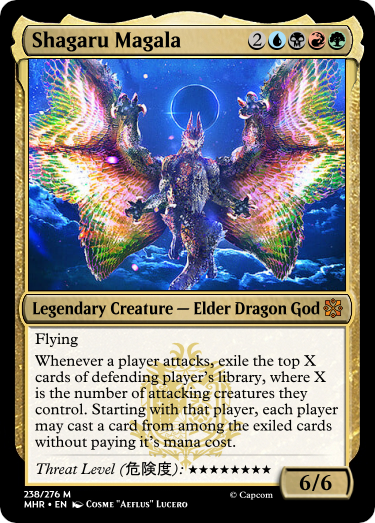 Shagaru Magala 2
Legendary Creature — Elder Dragon God
Flying
Whenever a player attacks, exile the top X
cards of defending player's library, where X
is the number of attacking creatures they
control. Starting with that player, each player
may cast a card from among the exiled cards
without paying it's mana cost.
Threat Level (危険度): ★★★★★★★★★
6/6
238/276 M
MHR • EN Cosme "Aeflus" Lucero
© Capcom